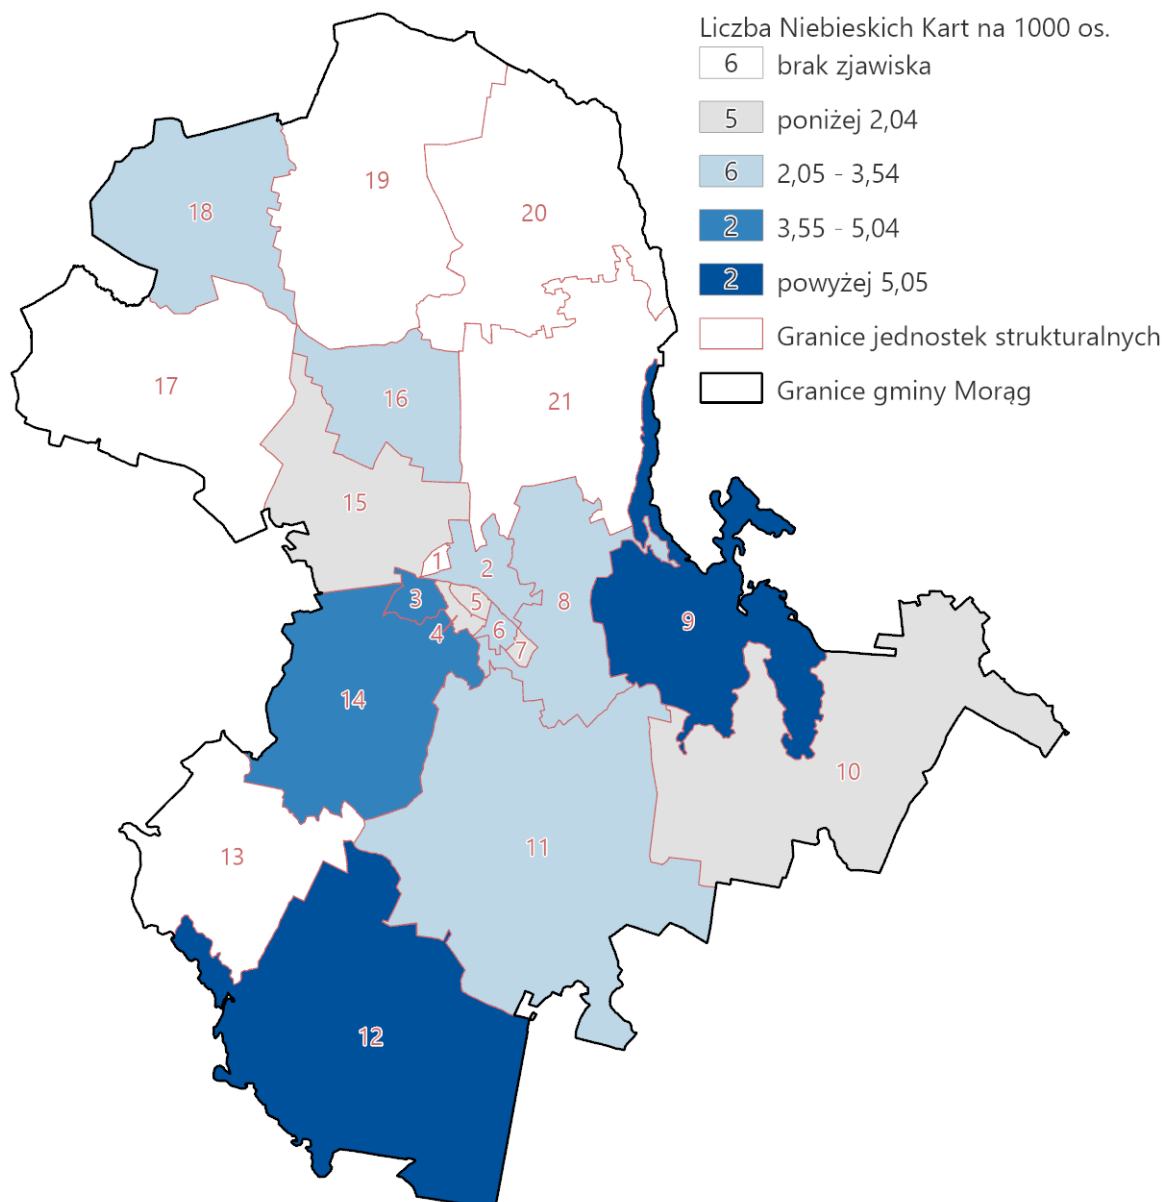 Liczba Niebieskich Kart na 1000 os.
6 brak zjawiska
5 poniżej 2,04
6 2,05 - 3,54
2 3,55 - 5,04
2 powyżej 5,05
Granice jednostek strukturalnych
Granice gminy Morąg
19
18
20
17
16
21
15
1
2
3
5
8
4
6
7
9
14
10
11
13
12